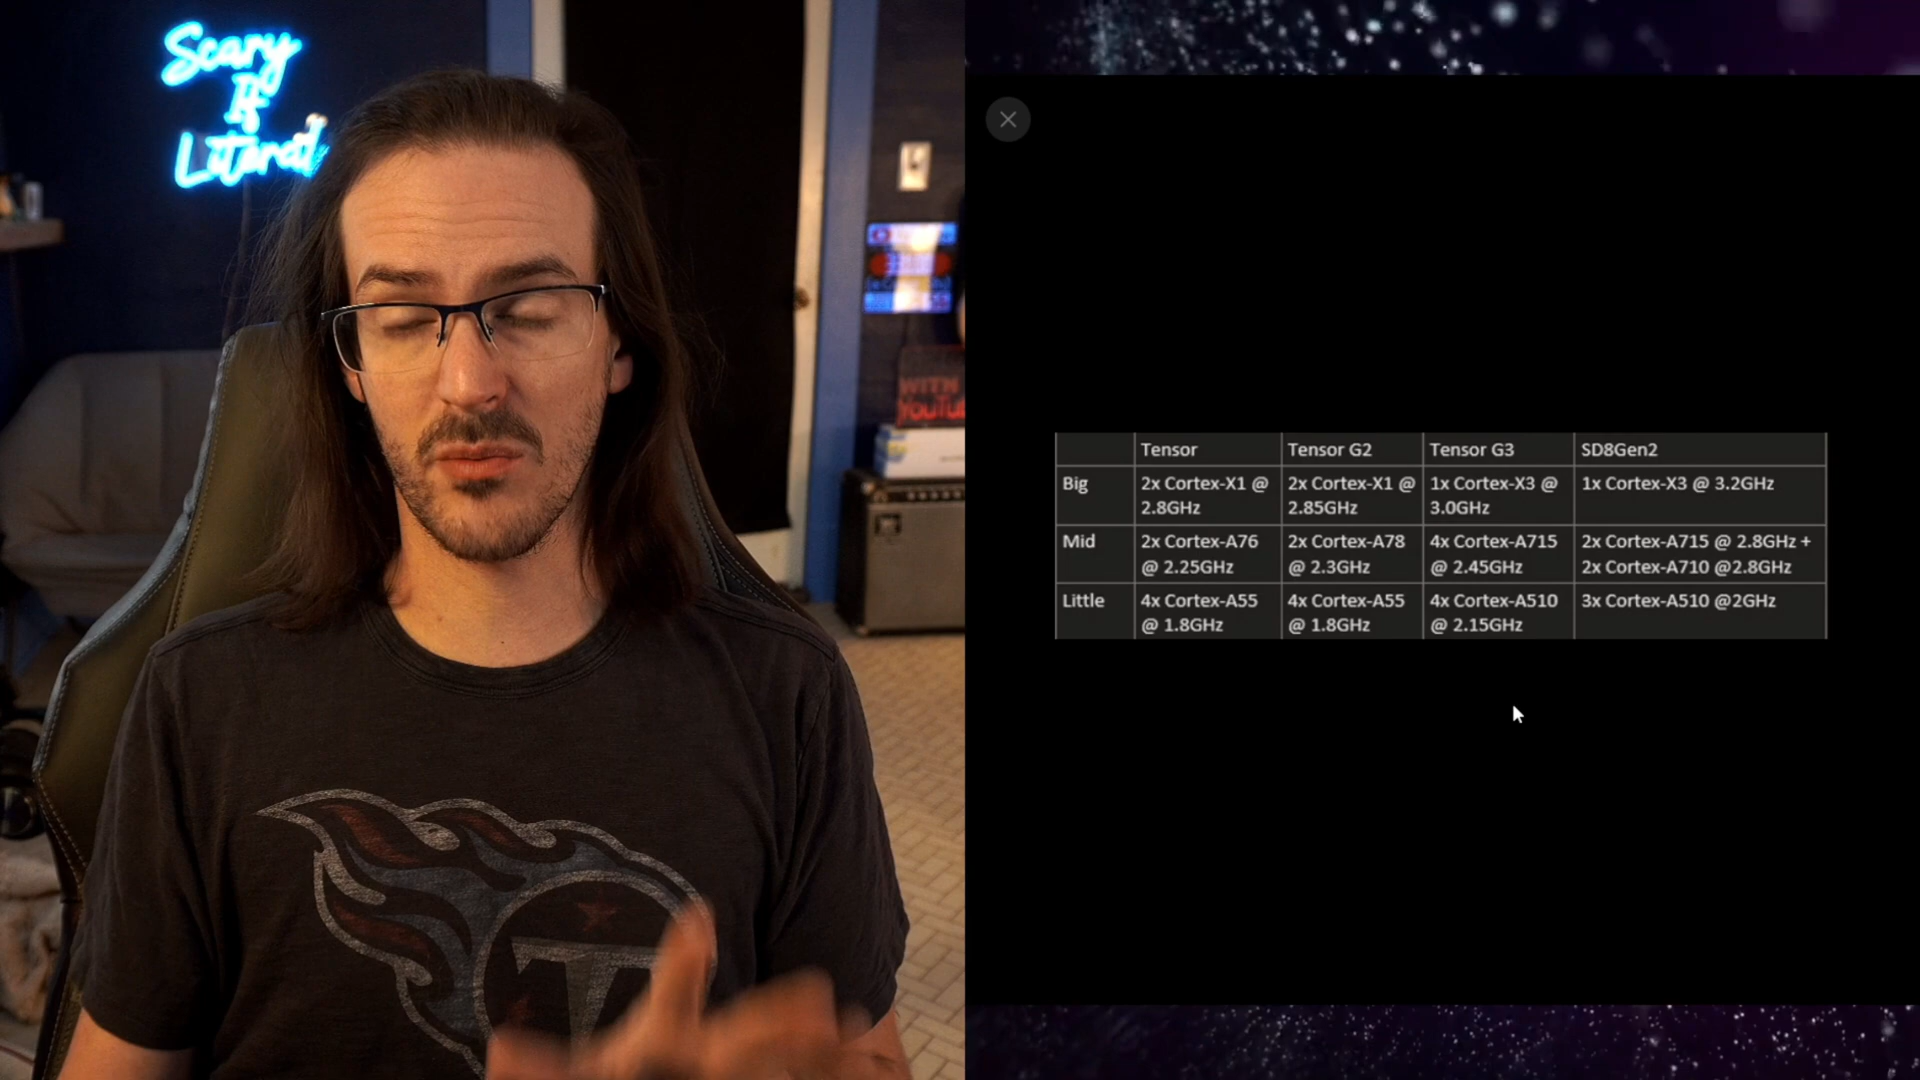 Scary
If
Literal
WITH
YOUTUBE
T
Tensor Tensor G2 Tensor G3 SD8Gen2
Big 2x Cortex-X1 @ 2.8GHz 2x Cortex-X1 @ 2.85GHz 1x Cortex-X3 @ 3.0GHz 1x Cortex-X3 @ 3.2GHz
Mid 2x Cortex-A76 @ 2.25GHz 2x Cortex-A78 @ 2.3GHz 4x Cortex-A715 @ 2.45GHz 2x Cortex-A715 @ 2.8GHz + 2x Cortex-A710 @2.8GHz
Little 4x Cortex-A55 @ 1.8GHz 4x Cortex-A55 @ 1.8GHz 4x Cortex-A510 @ 2.15GHz 3x Cortex-A510 @2GHz